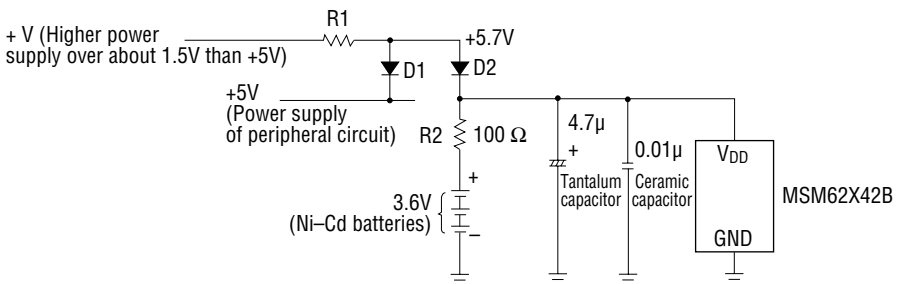 R1
+ V (Higher power
supply over about 1.5V than +5V)
+5.7V
D1
D2
+5V
(Power supply
of peripheral circuit)
R2
100 Ω
4.7μ
+
Tantalum
capacitor
0.01μ
Ceramic
capacitor
VDD
GND
MSM62X42B
+
3.6V
(Ni–Cd batteries)
–